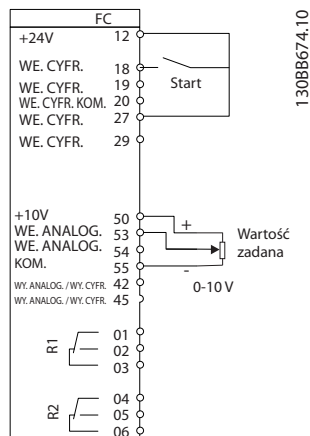 FC
+24V 12
WE. CYFR. 18
WE. CYFR. 19
WE. CYFR. KOM. 20
WE. CYFR. 27
WE. CYFR. 29
Start
+10V 50
WE. ANALOG. 53
WE. ANALOG. 54
KOM. 55
WY. ANALOG. / WY. CYFR. 42
WY. ANALOG. / WY. CYFR. 45
+
-
Wartość
zadana
0-10 V
R1
01
02
03
R2
04
05
06
130BB674.10